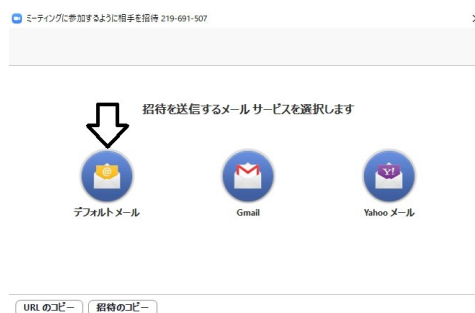 ミーティングに参加するように相手を招待 219-691-507
招待を送信するメール サービスを選択します
デフォルト メール
Gmail
Yahoo メール
URL のコピー
招待のコピー